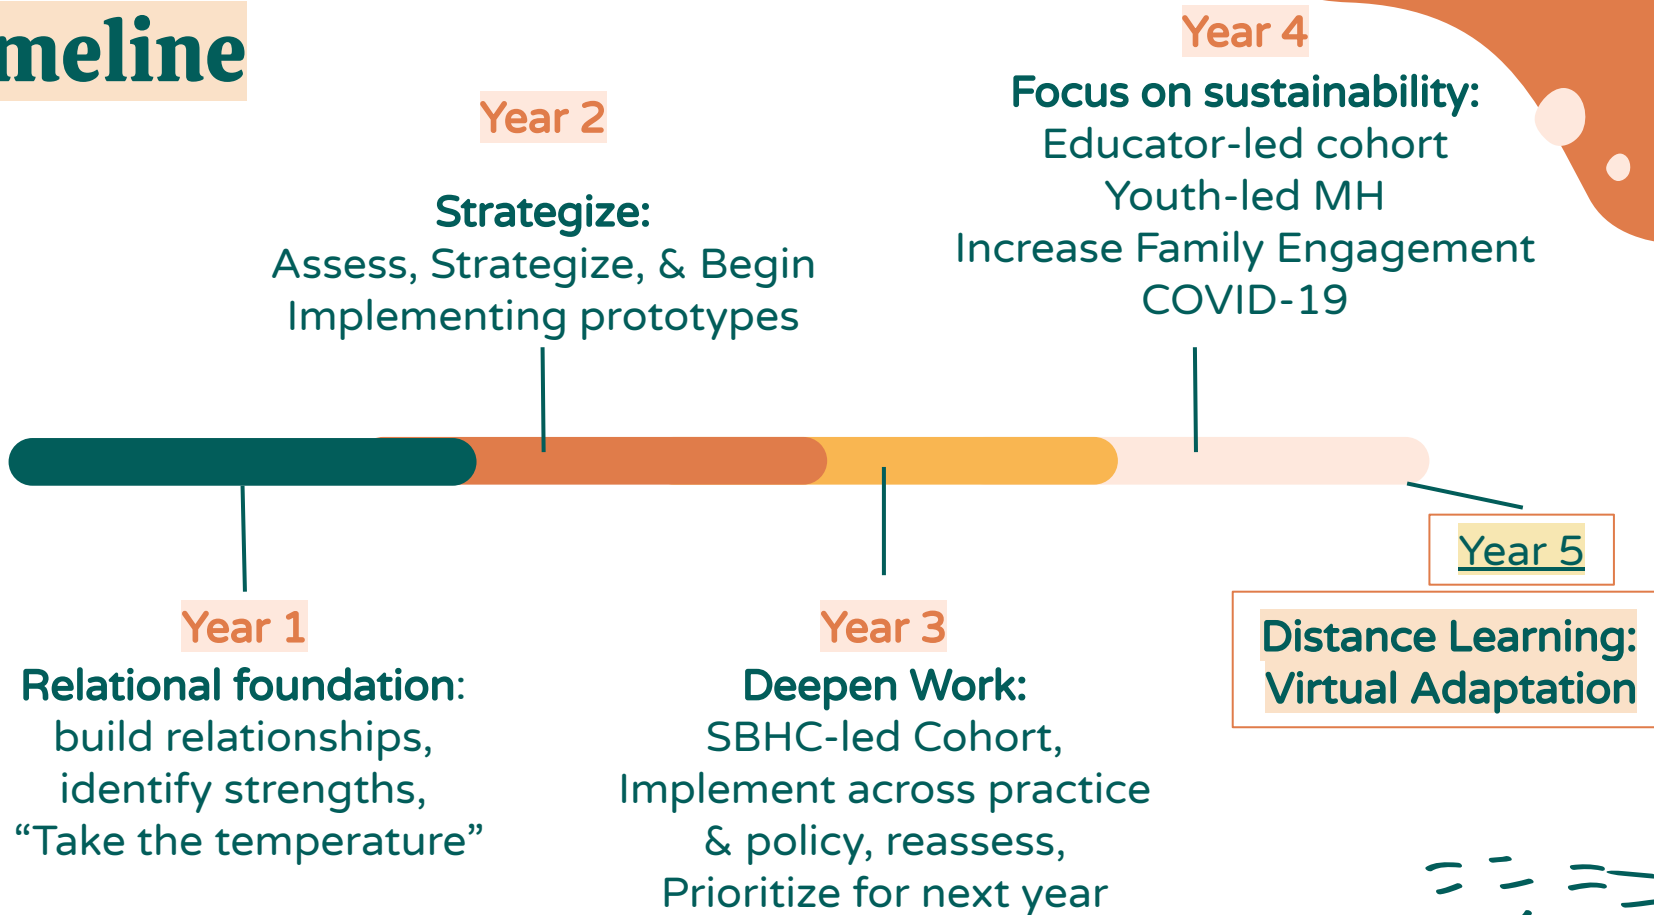 meline
Year 1
Relational foundation:
build relationships,
identify strengths,
“Take the temperature”
Year 2
Strategize:
Assess, Strategize, & Begin
Implementing prototypes
Year 3
Deepen Work:
SBHC-led Cohort,
Implement across practice
& policy, reassess,
Prioritize for next year
Year 4
Focus on sustainability:
Educator-led cohort
Youth-led MH
Increase Family Engagement
COVID-19
Year 5
Distance Learning:
Virtual Adaptation